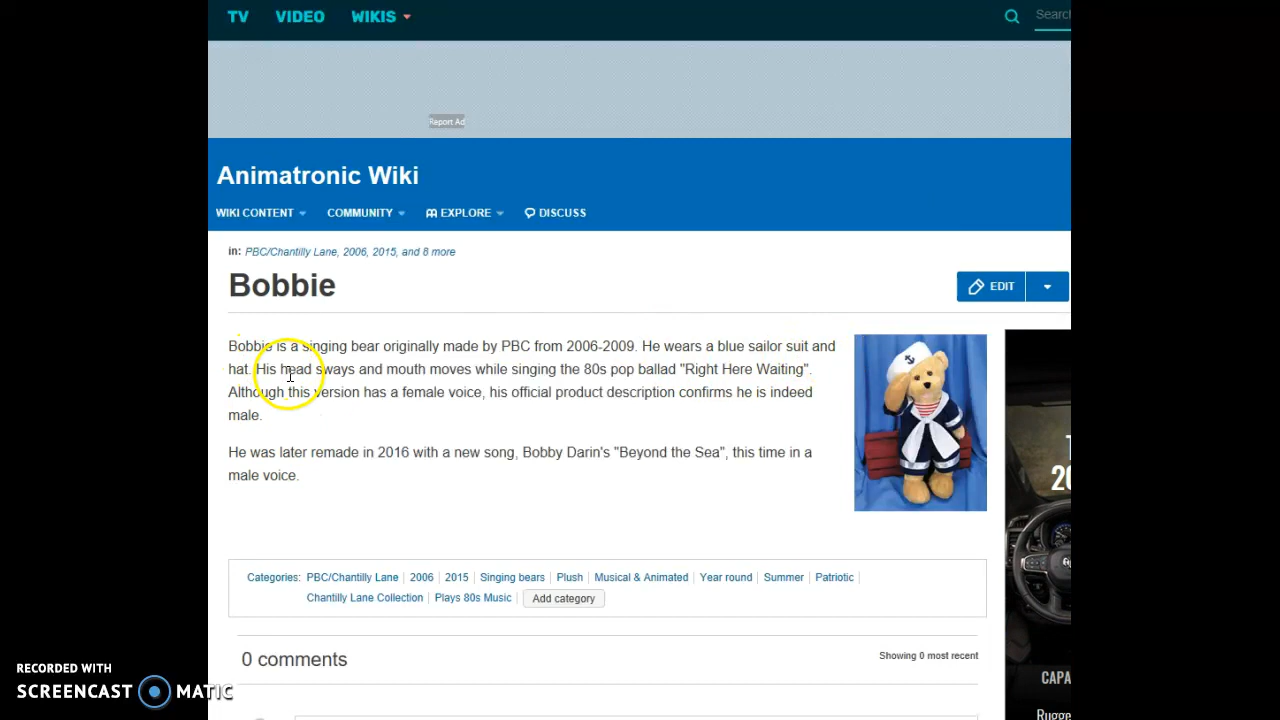 TV VIDEO WIKIS
Search
Report Ad
Animatronic Wiki
WIKI CONTENT COMMUNITY EXPLORE DISCUSS
in: PBC/Chantilly Lane, 2006, 2015, and 8 more
Bobbie
EDIT
Bobbie is a singing bear originally made by PBC from 2006-2009. He wears a blue sailor suit and
hat. His head sways and mouth moves while singing the 80s pop ballad "Right Here Waiting".
Although this version has a female voice, his official product description confirms he is indeed
male.
He was later remade in 2016 with a new song, Bobby Darin's "Beyond the Sea", this time in a
male voice.
T
20
Categories: PBC/Chantilly Lane 2006 2015 Singing bears Plush Musical & Animated Year round Summer Patriotic
Chantilly Lane Collection Plays 80s Music Add category
0 comments
Showing 0 most recent
CAPA
Rugge
RECORDED WITH
SCREENCAST MATIC